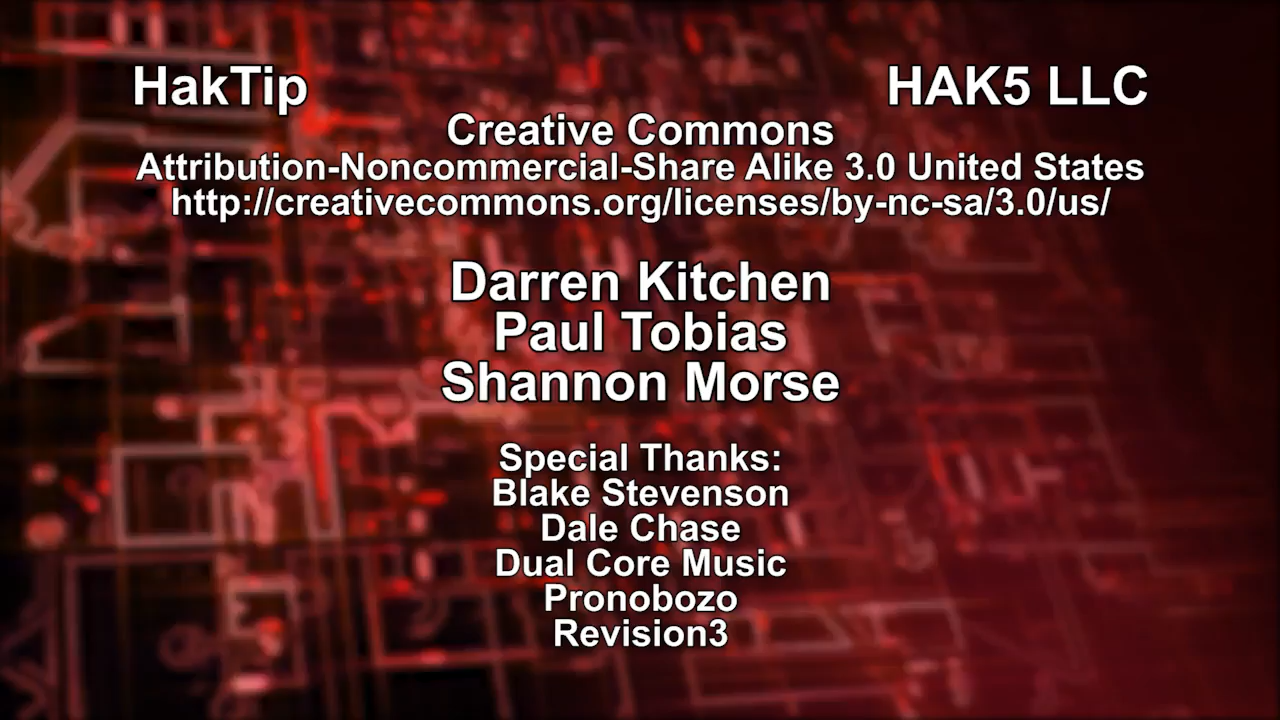 HakTip HAK5 LLC
Creative Commons
Attribution-Noncommercial-Share Alike 3.0 United States
http://creativecommons.org/licenses/by-nc-sa/3.0/us/
Darren Kitchen
Paul Tobias
Shannon Morse
Special Thanks:
Blake Stevenson
Dale Chase
Dual Core Music
Pronobozo
Revision3